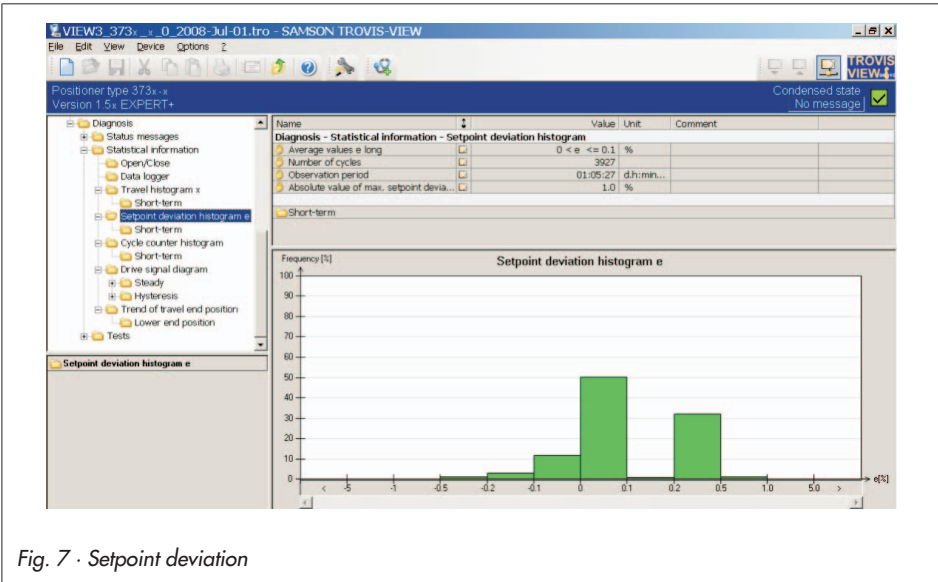 VIEW3_373x_x_0_2008-Jul-01.tro - SAMSON TROVIS-VIEW
File Edit View Device Options ?
TROVIS
VIEW
Positioner type 373x-x
Version 1.5x EXPERT+
Condensed state
No message
Diagnosis
Status messages
Statistical information
Open/Close
Data logger
Travel histogram x
Short-term
Setpoint deviation histogram e
Short-term
Cycle counter histogram
Short-term
Drive signal diagram
Steady
Hysteresis
Trend of travel end position
Lower end position
Tests
Setpoint deviation histogram e
Name Value Unit Comment
Diagnosis - Statistical information - Setpoint deviation histogram
Average values e long 0 < e <= 0.1 %
Number of cycles 3927
Observation period 01:05:27 d.h:min...
Absolute value of max. setpoint devia... 1.0 %
Short-term
Frequency [%]
Setpoint deviation histogram e
100
90
80
70
60
50
40
30
20
10
0
< -5 -1 -0.5 -0.2 -0.1 0 0.1 0.2 0.5 1.0 5.0 > e[%]
Fig. 7 · Setpoint deviation